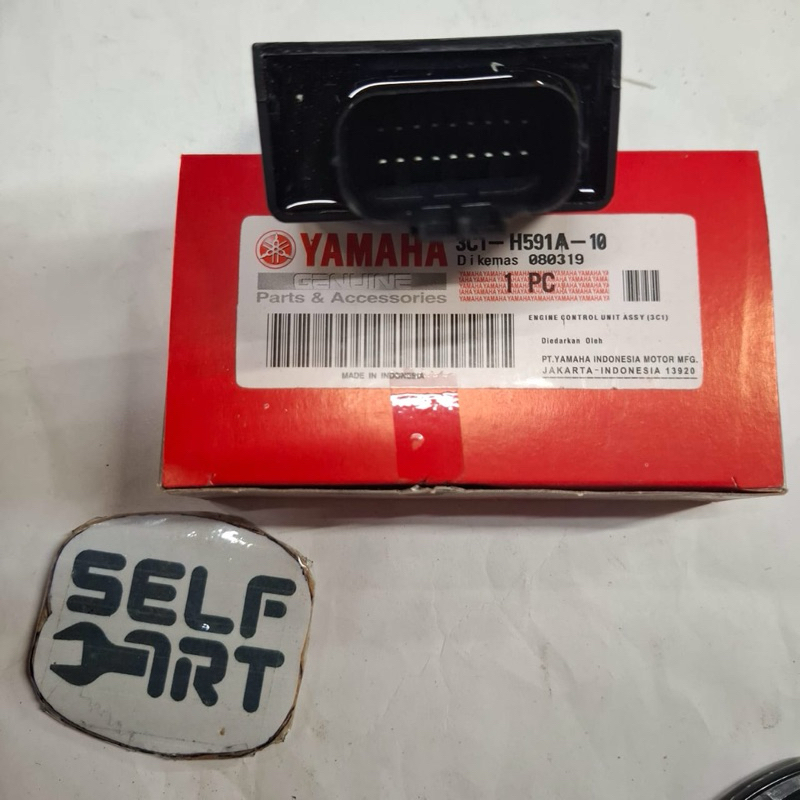 YAMAHA
GENUINE
Parts & Accessories
3C1-H591A-10
Dikemas 080319
1 PC
ENGINE CONTROL UNIT ASSY (3C1)
Diedarkan Oleh
PT.YAMAHA INDONESIA MOTOR MFG.
JAKARTA-INDONESIA 13920
MADE IN INDONESIA
SELF
ART